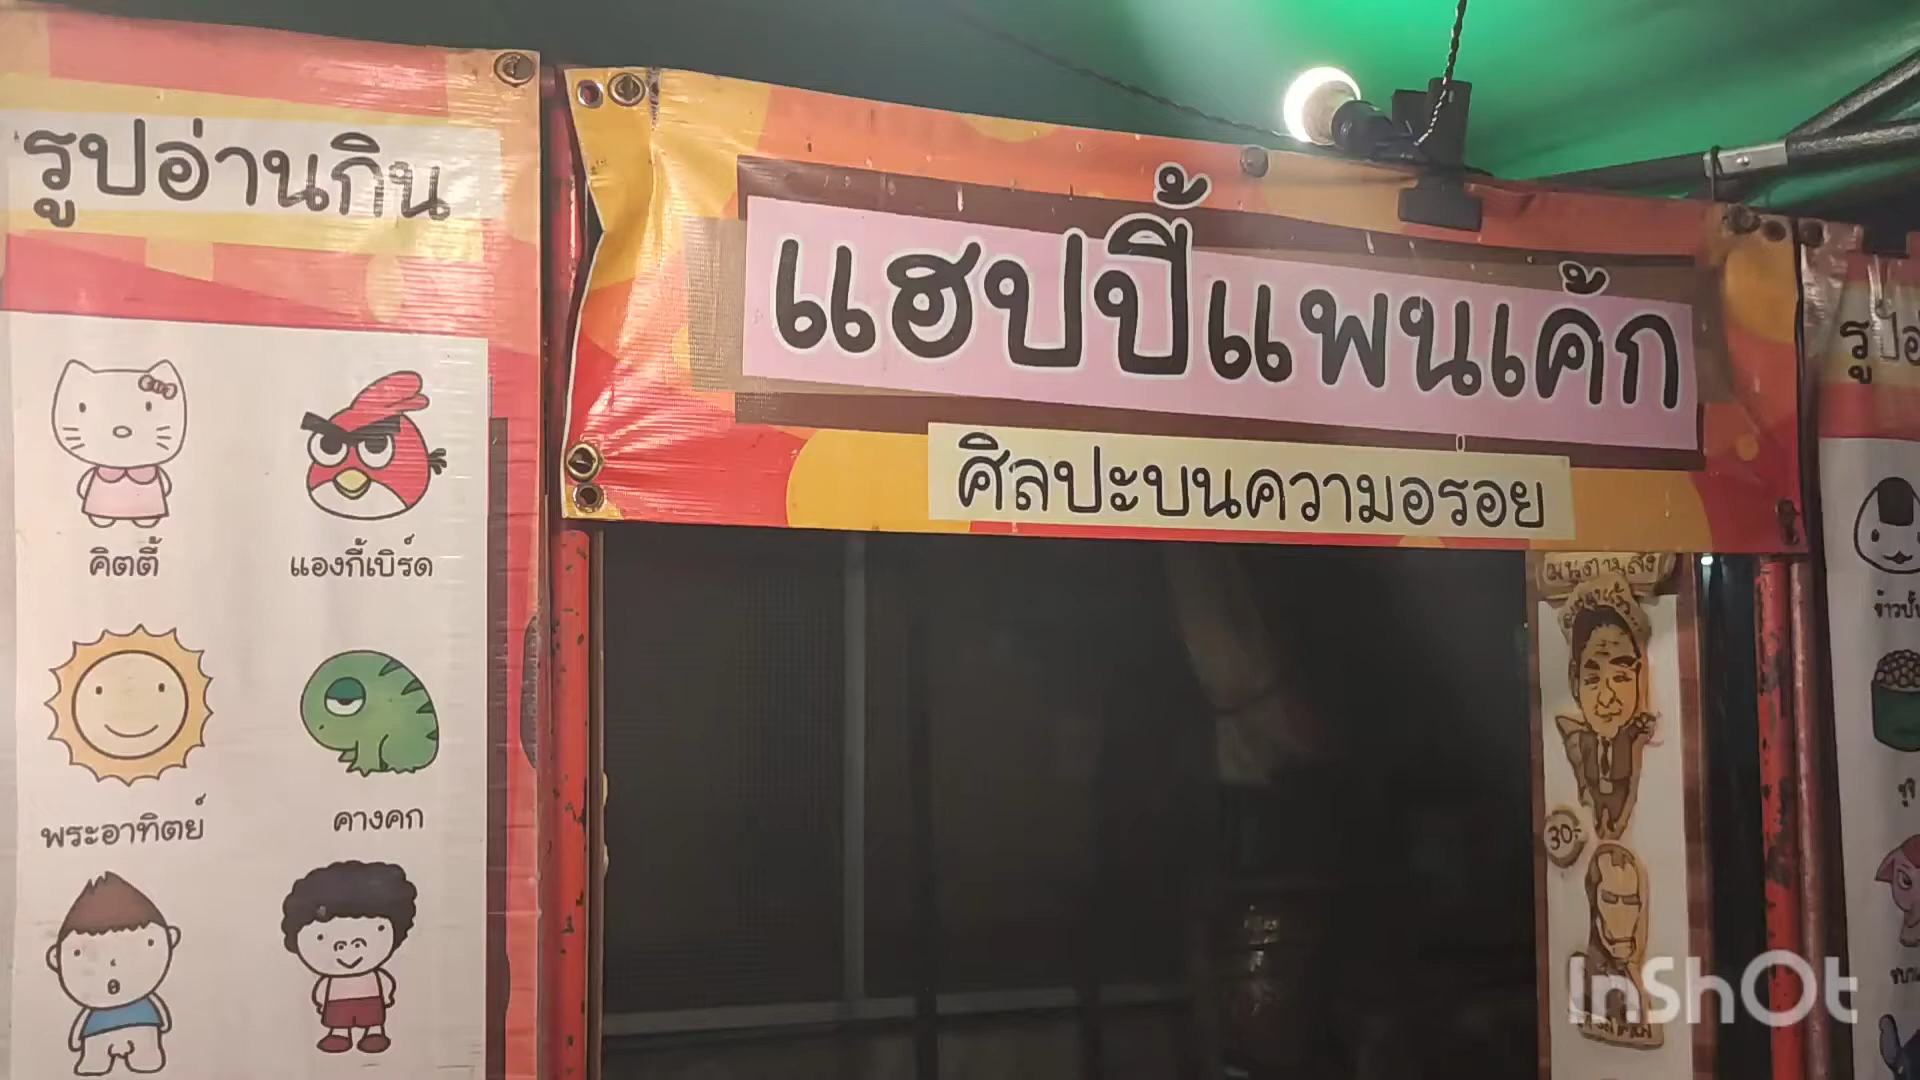 รูปอ่านกิน
แฮปปี้แพนเค้ก
ศิลปะบนความอร่อย
คิตตี้
แองกี้เบิร์ด
พระอาทิตย์
คางคก
30.-
InShOt